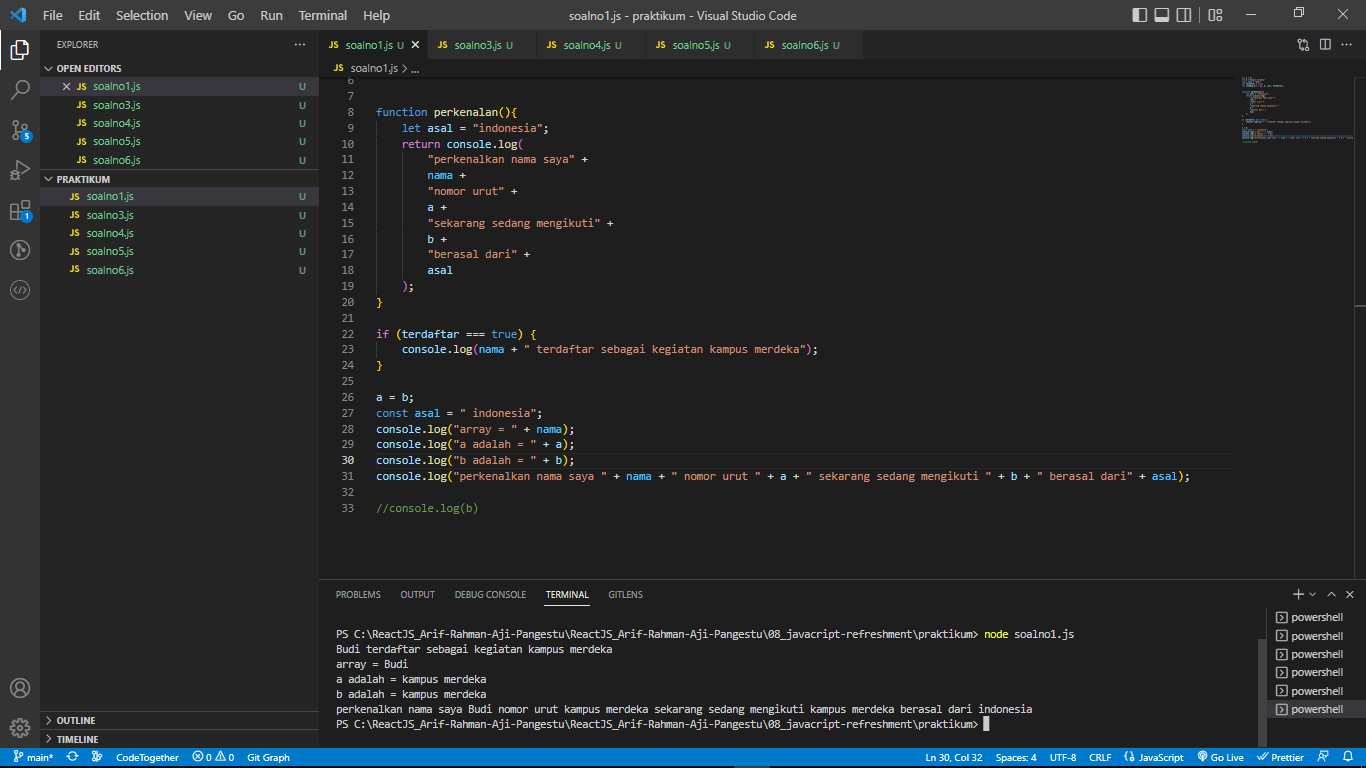 File Edit Selection View Go Run Terminal Help soalno1.js - praktikum - Visual Studio Code
EXPLORER ...
OPEN EDITORS
JS soalno1.js U
JS soalno3.js U
JS soalno4.js U
JS soalno5.js U
JS soalno6.js U
PRAKTIKUM
JS soalno1.js U
JS soalno3.js U
JS soalno4.js U
JS soalno5.js U
JS soalno6.js U
5
1
OUTLINE
TIMELINE
JS soalno1.js U JS soalno3.js U JS soalno4.js U JS soalno5.js U JS soalno6.js U
JS soalno1.js > ...
6
7
8 function perkenalan(){
9 let asal = "indonesia";
10 return console.log(
11 "perkenalkan nama saya" +
12 nama +
13 "nomor urut" +
14 a +
15 "sekarang sedang mengikuti" +
16 b +
17 "berasal dari" +
18 asal
19 );
20 }
21
22 if (terdaftar === true) {
23 console.log(nama + " terdaftar sebagai kegiatan kampus merdeka");
24 }
25
26 a = b;
27 const asal = " indonesia";
28 console.log("array = " + nama);
29 console.log("a adalah = " + a);
30 console.log("b adalah = " + b);
31 console.log("perkenalkan nama saya " + nama + " nomor urut " + a + " sekarang sedang mengikuti " + b + " berasal dari" + asal);
32
33 //console.log(b)
PROBLEMS OUTPUT DEBUG CONSOLE TERMINAL GITLENS
PS C:\ReactJS_Arif-Rahman-Aji-Pangestu\ReactJS_Arif-Rahman-Aji-Pangestu\08_javacript-refreshment\praktikum> node soalno1.js
Budi terdaftar sebagai kegiatan kampus merdeka
array = Budi
a adalah = kampus merdeka
b adalah = kampus merdeka
perkenalkan nama saya Budi nomor urut kampus merdeka sekarang sedang mengikuti kampus merdeka berasal dari indonesia
PS C:\ReactJS_Arif-Rahman-Aji-Pangestu\ReactJS_Arif-Rahman-Aji-Pangestu\08_javacript-refreshment\praktikum>
powershell
powershell
powershell
powershell
powershell
powershell
main* CodeTogether 0 0 Git Graph Ln 30, Col 32 Spaces: 4 UTF-8 CRLF JavaScript Go Live Prettier